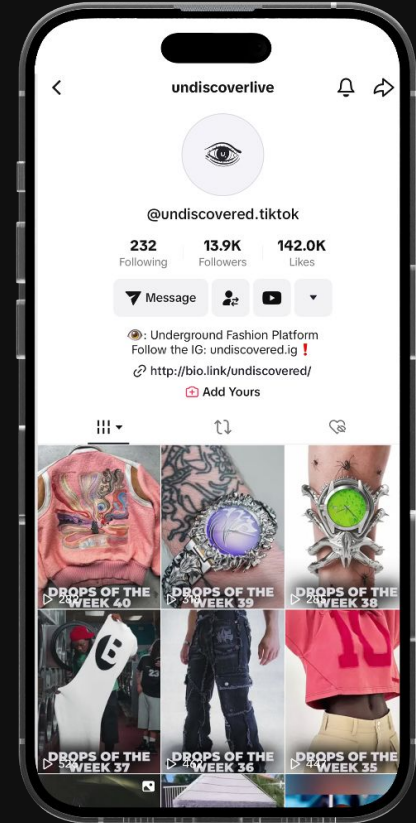 undiscoverlive
@undiscovered.tiktok
232
13.9K
142.0K
Following
Followers
Likes
Message
👁️: Underground Fashion Platform
Follow the IG: undiscovered.ig❗
http://bio.link/undiscovered/
Add Yours
DROPS OF THE
WEEK 40
DROPS OF THE
WEEK 39
DROPS OF THE
WEEK 38
DROPS OF THE
WEEK 37
DROPS OF THE
WEEK 36
DROPS OF THE
WEEK 35